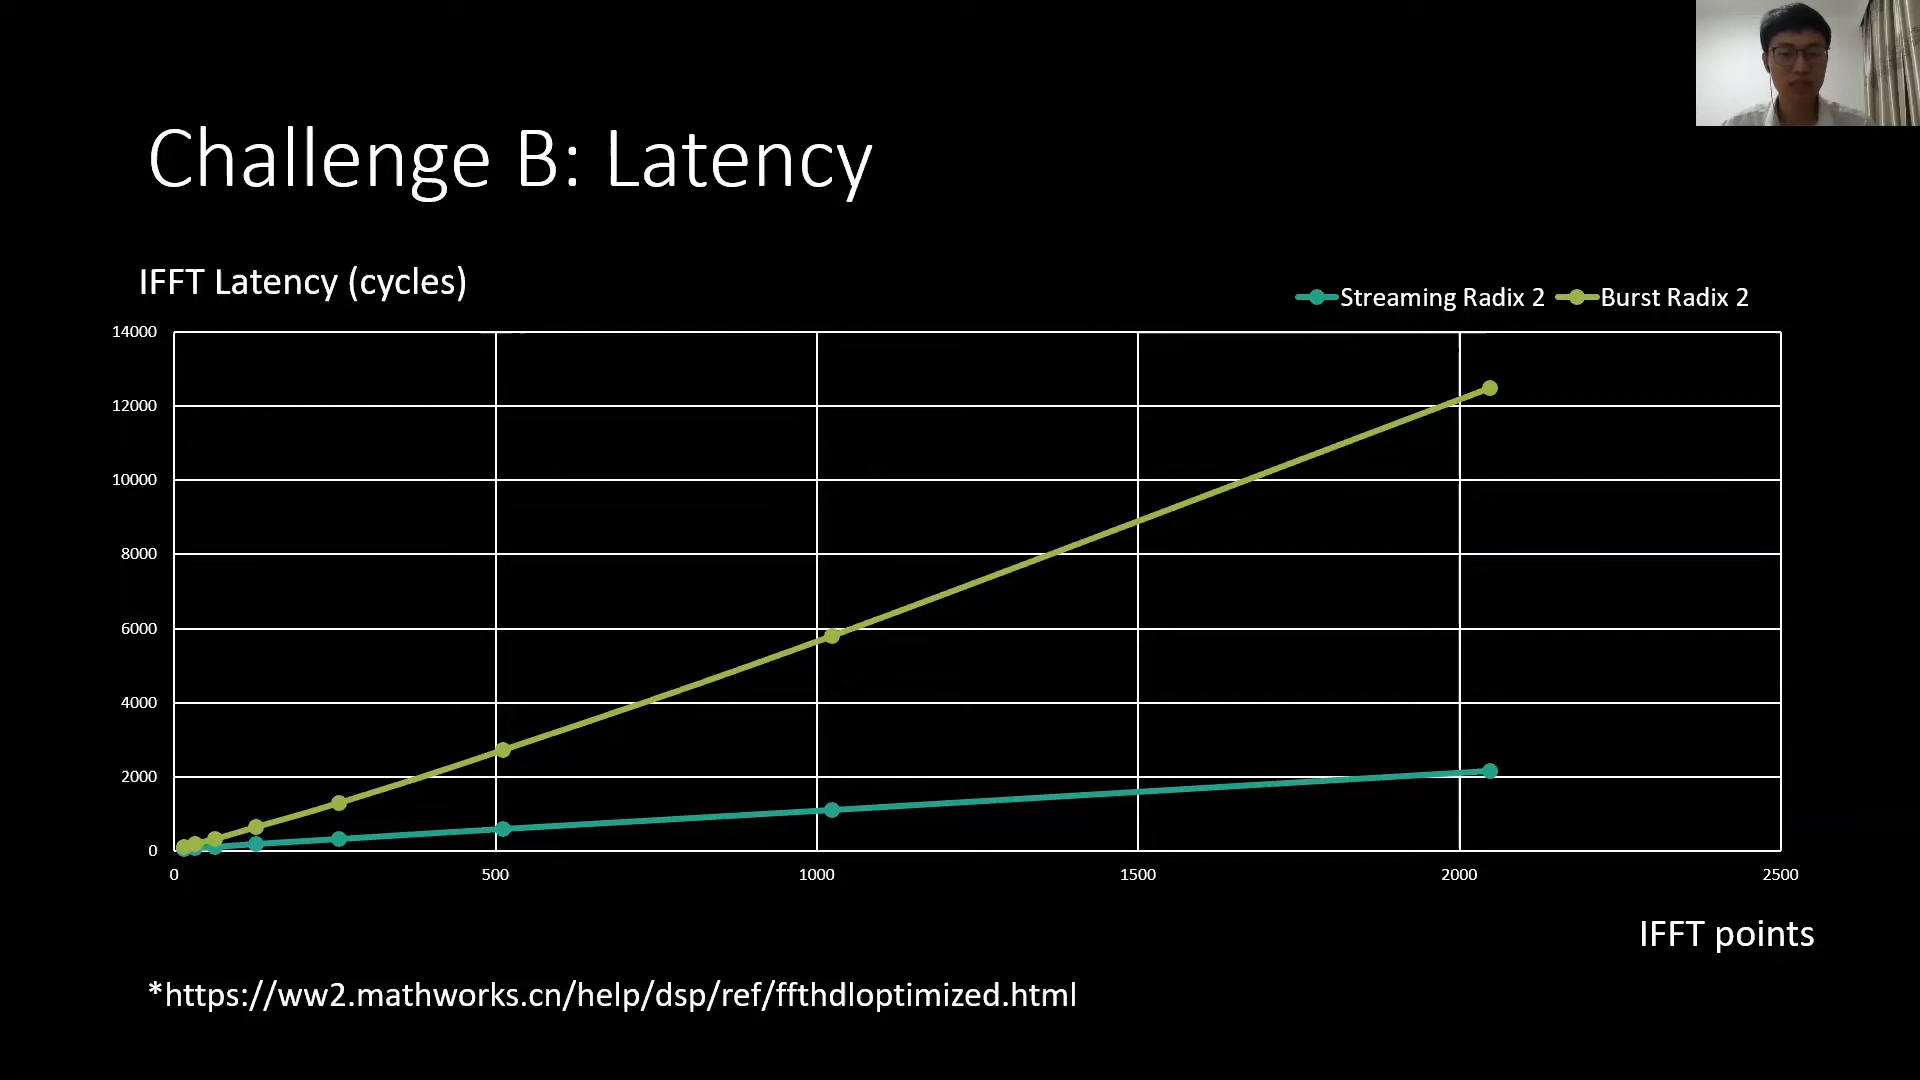 Challenge B: Latency
IFFT Latency (cycles)
Streaming Radix 2 Burst Radix 2
14000
12000
10000
8000
6000
4000
2000
0
0 500 1000 1500 2000 2500
IFFT points
*https://ww2.mathworks.cn/help/dsp/ref/ffthdloptimized.html